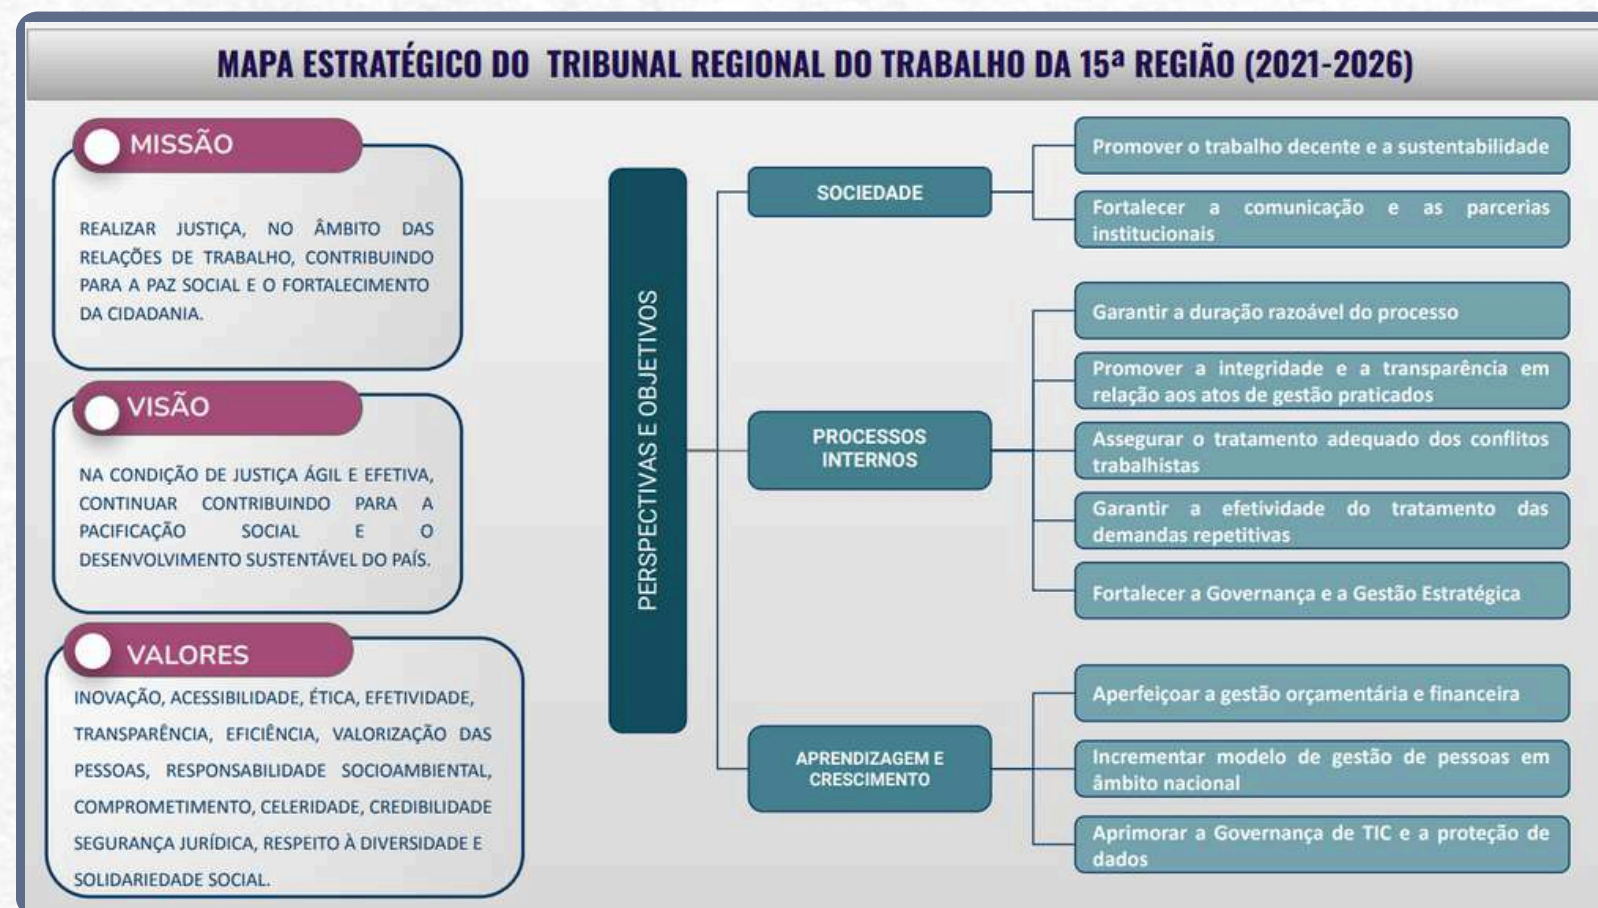 MAPA ESTRATÉGICO DO TRIBUNAL REGIONAL DO TRABALHO DA 15ª REGIÃO (2021-2026)
MISSÃO
REALIZAR JUSTIÇA, NO ÂMBITO DAS
RELAÇÕES DE TRABALHO, CONTRIBUINDO
PARA A PAZ SOCIAL E O FORTALECIMENTO
DA CIDADANIA.
VISÃO
NA CONDIÇÃO DE JUSTIÇA ÁGIL E EFETIVA,
CONTINUAR CONTRIBUINDO PARA A
PACIFICAÇÃO SOCIAL E O
DESENVOLVIMENTO SUSTENTÁVEL DO PAÍS.
VALORES
INOVAÇÃO, ACESSIBILIDADE, ÉTICA, EFETIVIDADE,
TRANSPARÊNCIA, EFICIÊNCIA, VALORIZAÇÃO DAS
PESSOAS, RESPONSABILIDADE SOCIOAMBIENTAL,
COMPROMETIMENTO, CELERIDADE, CREDIBILIDADE
SEGURANÇA JURÍDICA, RESPEITO À DIVERSIDADE E
SOLIDARIEDADE SOCIAL.
PERSPECTIVAS E OBJETIVOS
SOCIEDADE
Promover o trabalho decente e a sustentabilidade
Fortalecer a comunicação e as parcerias
institucionais
PROCESSOS
INTERNOS
Garantir a duração razoável do processo
Promover a integridade e a transparência em
relação aos atos de gestão praticados
Assegurar o tratamento adequado dos conflitos
trabalhistas
Garantir a efetividade do tratamento das
demandas repetitivas
Fortalecer a Governança e a Gestão Estratégica
APRENDIZAGEM E
CRESCIMENTO
Aperfeiçoar a gestão orçamentária e financeira
Incrementar modelo de gestão de pessoas em
âmbito nacional
Aprimorar a Governança de TIC e a proteção de
dados